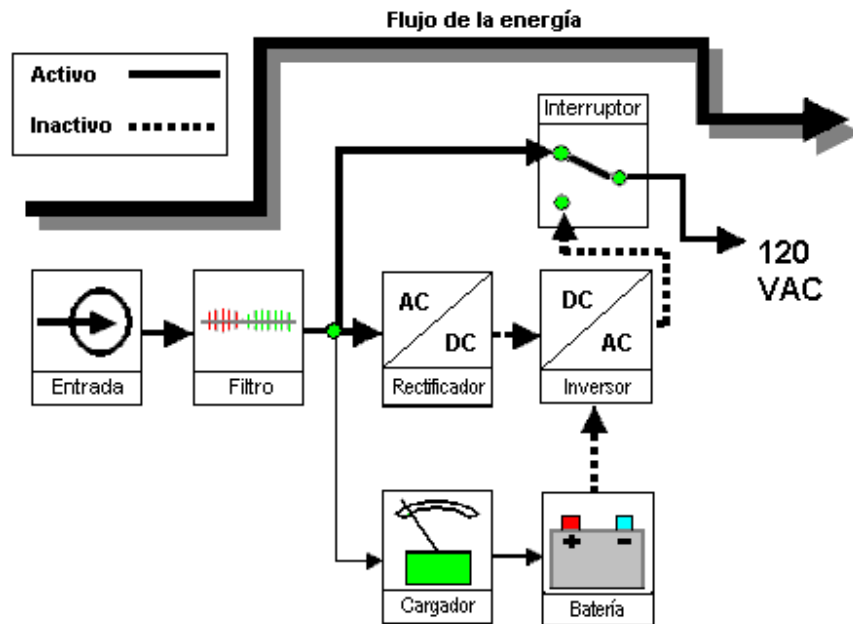 Flujo de la energía
Activo
Inactivo
Interruptor
120
VAC
Entrada
Filtro
AC
DC
Rectificador
DC
AC
Inversor
Cargador
+ -
Batería